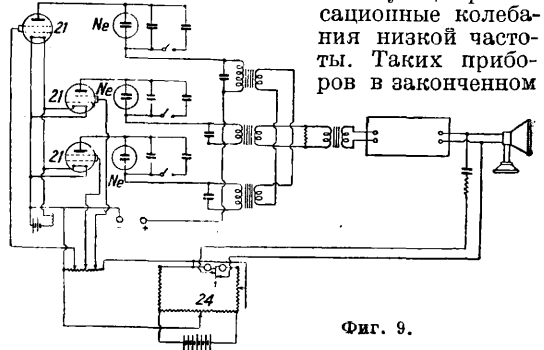 сационные колеба-
ния низкой часто-
ты. Таких прибо-
ров в законченном
21
Ne
d
21
Ne
d
21
Ne
d
- +
24
Фиг. 9.